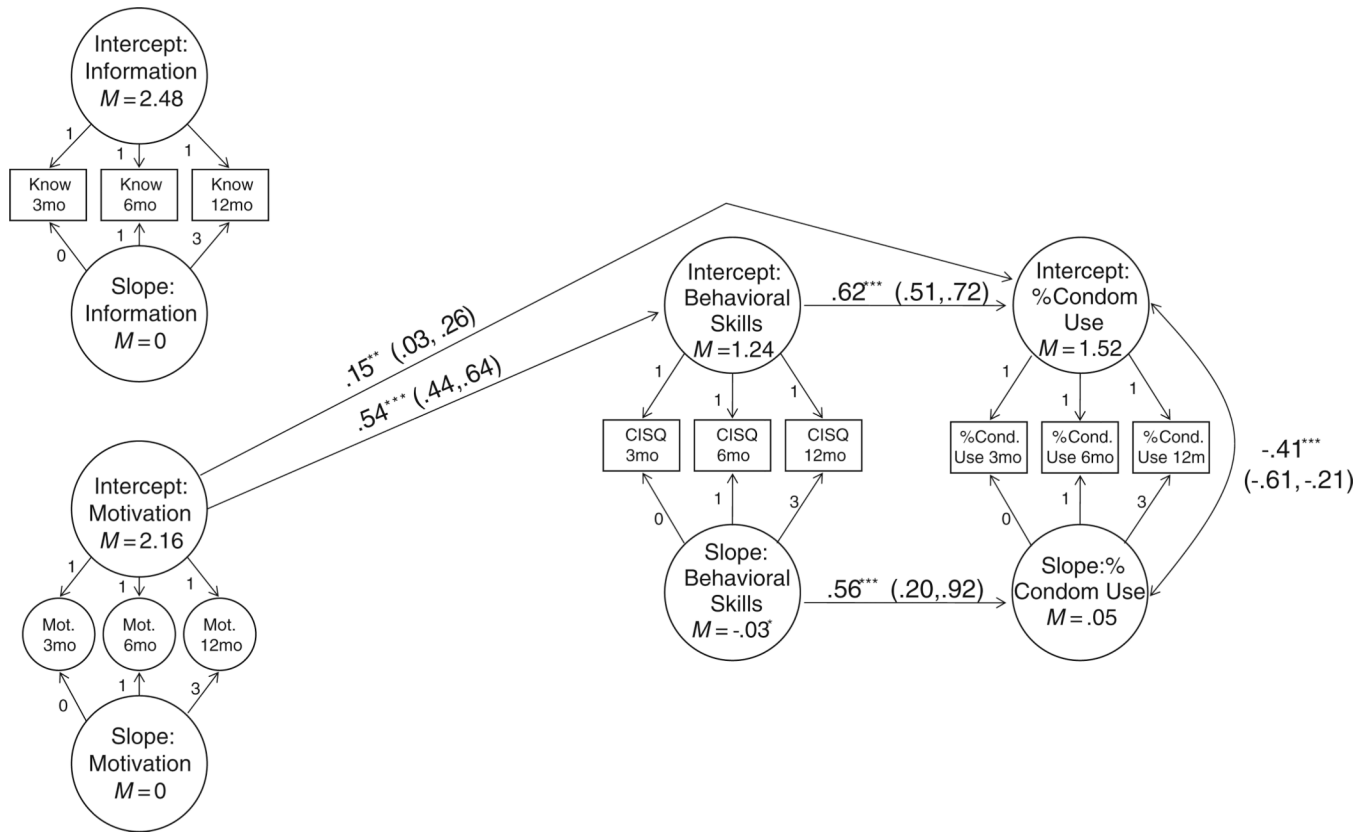 Intercept:
Information
M = 2.48
1
1
1
Know
3mo
Know
6mo
Know
12mo
0
1
3
Slope:
Information
M = 0
.15** (.03, .26)
.54*** (.44,.64)
Intercept:
Motivation
M = 2.16
1
1
1
Mot.
3mo
Mot.
6mo
Mot.
12mo
0
1
3
Slope:
Motivation
M = 0
Intercept:
Behavioral
Skills
M =1.24
.62*** (.51,.72)
1
1
1
CISQ
3mo
CISQ
6mo
CISQ
12mo
0
1
3
Slope:
Behavioral
Skills
M = -.03*
.56*** (.20,.92)
Intercept:
%Condom
Use
M = 1.52
1
1
1
%Cond.
Use 3mo
%Cond.
Use 6mo
%Cond.
Use 12m
0
1
3
Slope:%
Condom Use
M = .05
-.41***
(-.61, -.21)